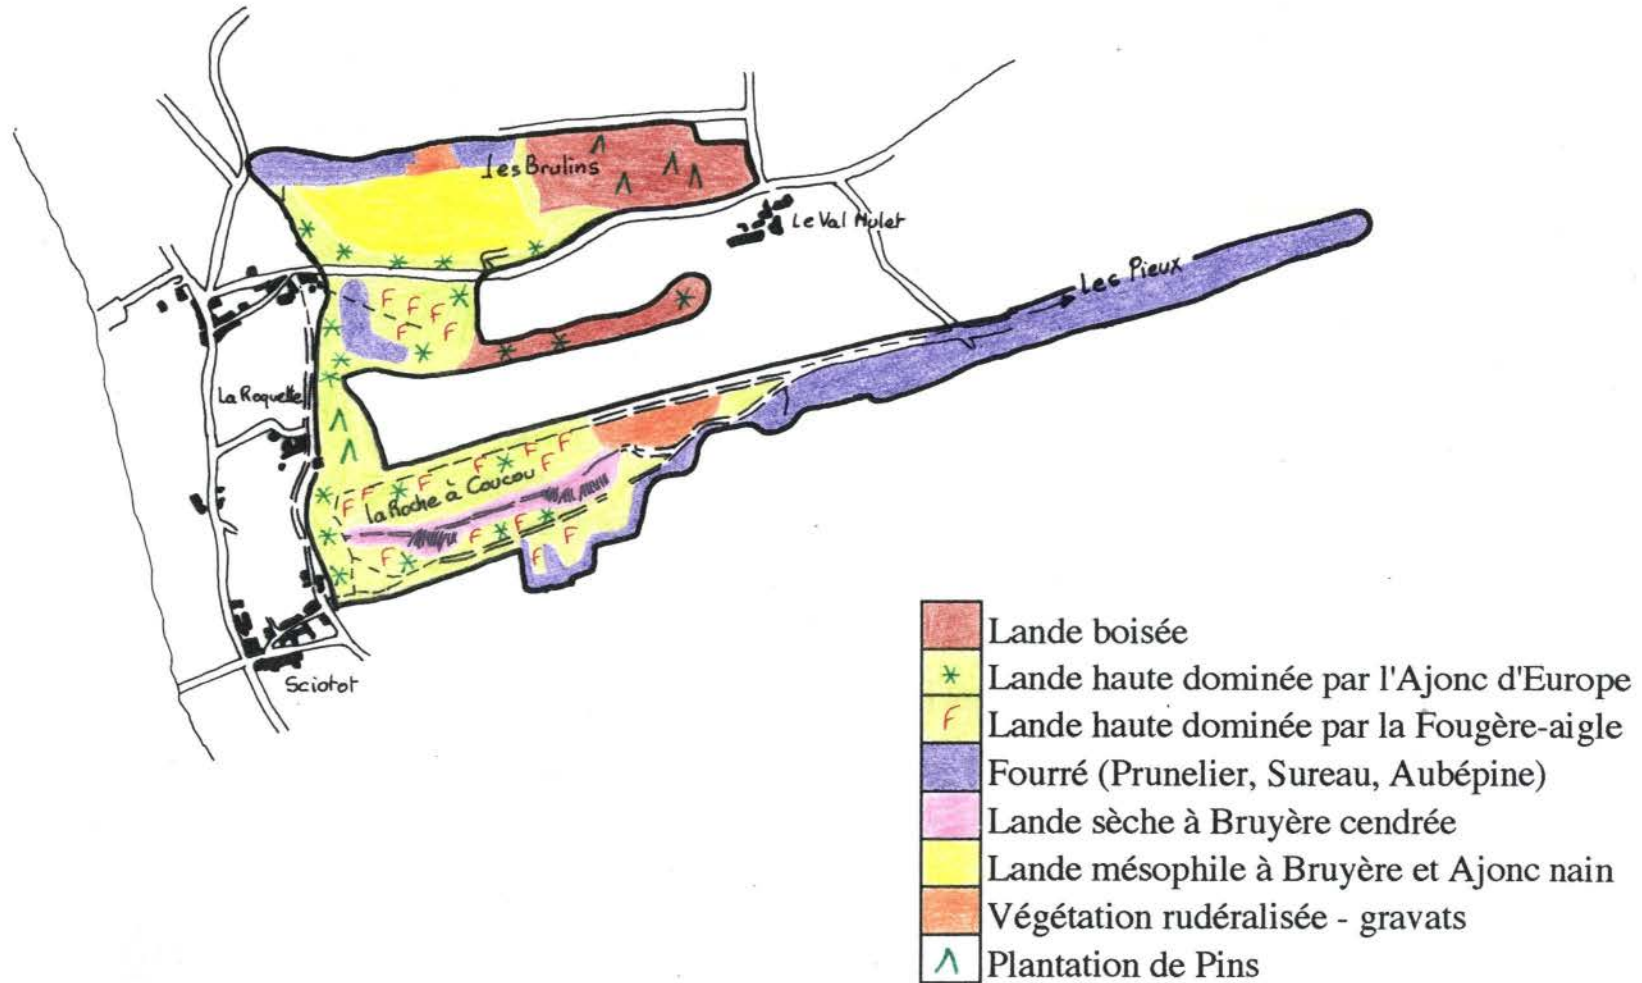 Les Brulins
Le Val Mulet
Les Pieux
La Roquette
la Roche à Coucou
Sciotot
Lande boisée
Lande haute dominée par l'Ajonc d'Europe
F Lande haute dominée par la Fougère-aigle
Fourré (Prunelier, Sureau, Aubépine)
Lande sèche à Bruyère cendrée
Lande mésophile à Bruyère et Ajonc nain
Végétation rudéralisée - gravats
Plantation de Pins